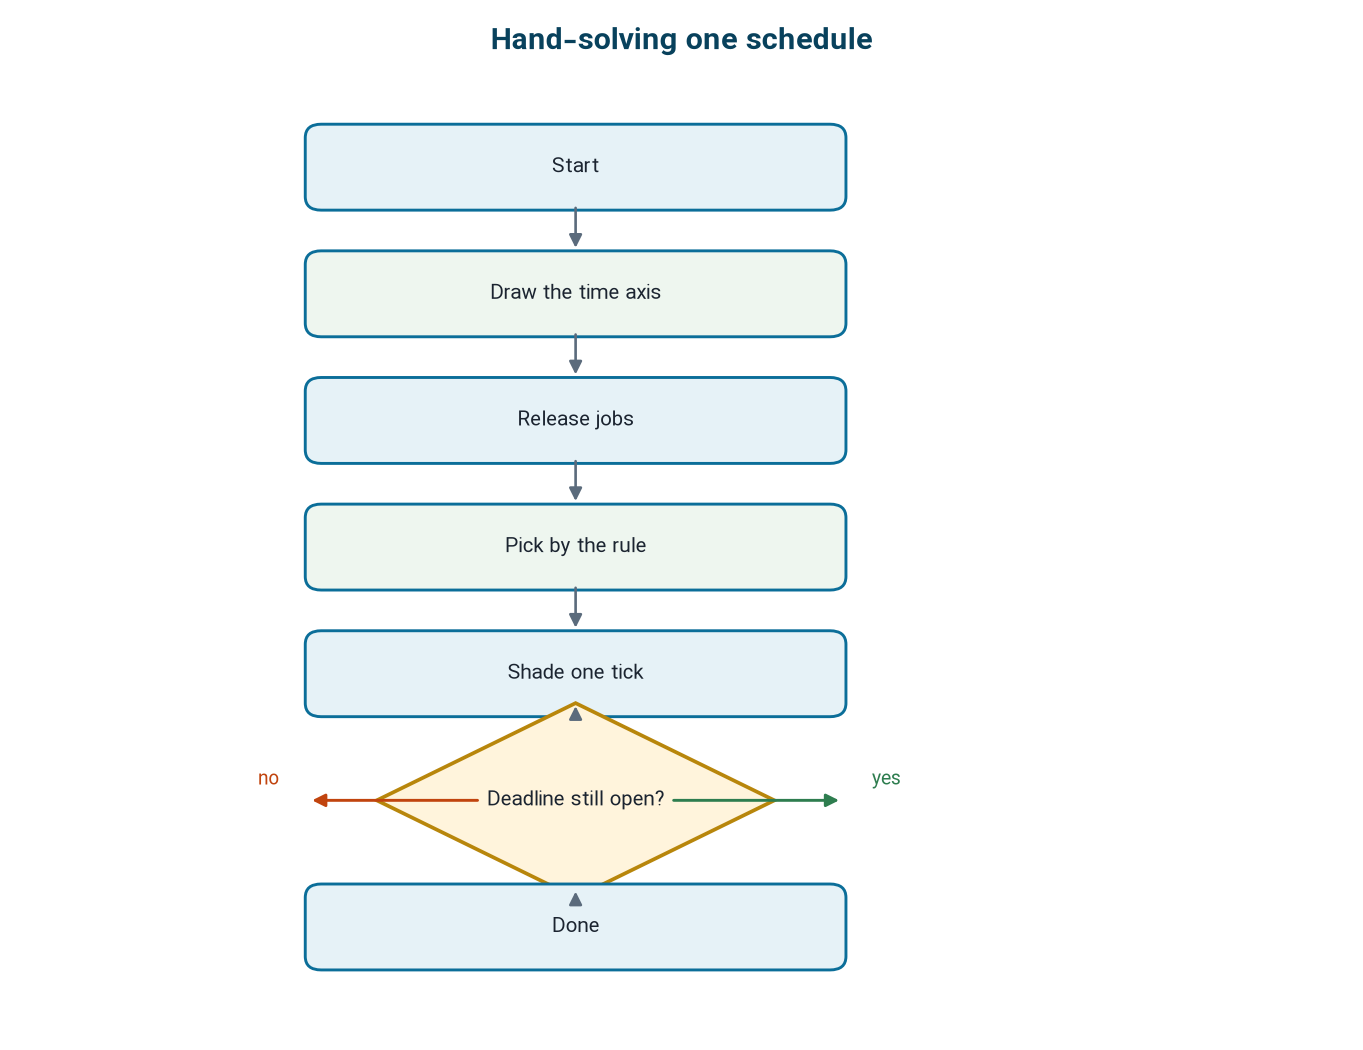 Hand-solving one schedule
Start
Draw the time axis
Release jobs
Pick by the rule
Shade one tick
no
yes
Deadline still open?
Done